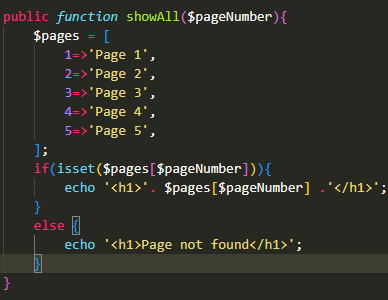 public function showAll($pageNumber){
    $pages = [
        1=>'Page 1',
        2=>'Page 2',
        3=>'Page 3',
        4=>'Page 4',
        5=>'Page 5',
    ];
    if(isset($pages[$pageNumber])){
        echo '<h1>'. $pages[$pageNumber] .'</h1>';
    }
    else {
        echo '<h1>Page not found</h1>';
    }
}